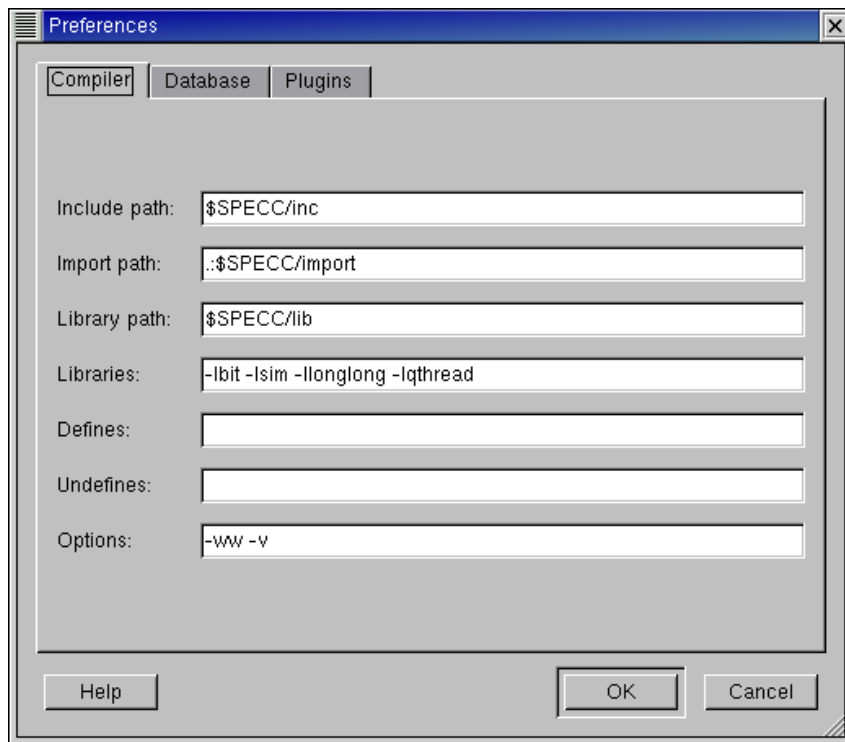 Preferences
Compiler Database Plugins
Include path: $SPECC/inc
Import path: .:$SPECC/import
Library path: $SPECC/lib
Libraries: -lbit -lsim -llonglong -lqthread
Defines:
Undefines:
Options: -ww -v
Help OK Cancel